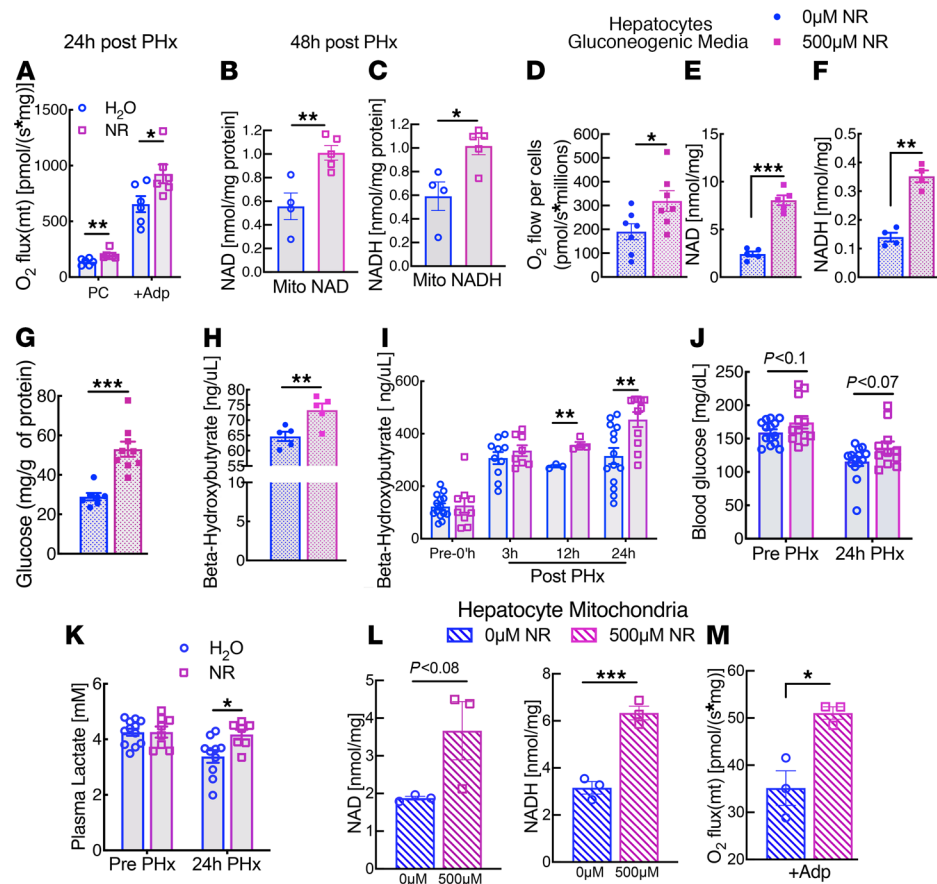 24h post PHx
48h post PHx
Hepatocytes
Gluconeogenic Media
0µM NR
500µM NR
A
O2 flux(mt) [pmol/(s*mg)]
1500
1000
500
0
H2O
NR
**
*
PC
+Adp
B
NAD [nmol/mg protein)
1.2
1.0
0.8
0.6
0.4
0.2
0.0
**
Mito NAD
C
NADH [nmol/mg protein)
1.2
1.0
0.8
0.6
0.4
0.2
0.0
*
Mito NADH
D
O2 flow per cells
(pmol/s*millions)
600
500
400
300
200
100
0
*
E
NAD [nmol/mg)
15
10
5
0
***
F
NADH [nmol/mg)
0.5
0.4
0.3
0.2
0.1
0.0
**
G
Glucose (mg/g of protein)
80
60
40
20
0
***
H
Beta-Hydroxybutyrate [ng/uL]
80
75
70
65
60
55
10
5
0
**
I
Beta-Hydroxybutyrate [ ng/uL]
600
400
200
0
**
**
Pre-0'h
3h
12h
24h
Post PHx
J
Blood glucose [mg/dL]
250
200
150
100
50
0
P<0.1
P<0.07
Pre PHx
24h PHx
K
H2O
NR
Plasma Lactate [mM]
6
4
2
0
*
Pre PHx
24h PHx
Hepatocyte Mitochondria
0µM NR
500µM NR
L
NAD [nmol/mg)
5
4
3
2
1
0
P<0.08
0µM
500µM
NADH [nmol/mg)
8
6
4
2
0
***
0µM
500µM
M
O2 flux(mt) [pmol/(s*mg)]
60
50
40
30
20
*
+Adp